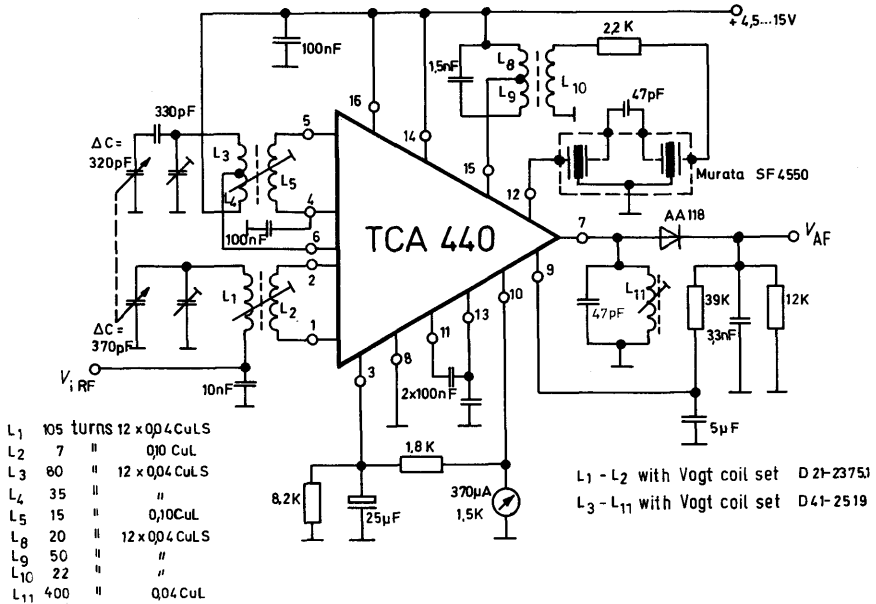 + 4,5...15V
100nF
2,2K
1,5nF
L8
L9
L10
47pF
330pF
16
5
14
ΔC=
320pF
L3
L4
L5
15
12
Murata SF4550
4
100nF
6
TCA 440
7
AA118
VAF
2
9
10
L1
L2
L11
47pF
39K
12K
3,3nF
ΔC=
370pF
1
13
11
8
3
Vi RF
10nF
2x100nF
5µF
1,8K
8,2K
25µF
370µA
1,5K
L1 105 turns 12 x 0,04 CuLS
L2 7 " 0,10 CuL
L3 80 " 12 x 0,04 CuLS
L4 35 " "
L5 15 " 0,10 CuL
L8 20 " 12 x 0,04 CuLS
L9 50 " "
L10 22 " "
L11 400 " 0,04 CuL
L1 - L2 with Vogt coil set D21-2375.1
L3 - L11 with Vogt coil set D41-2519